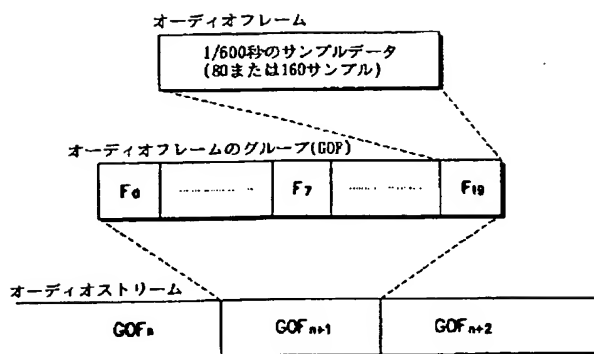 オーディオフレーム
1/600秒のサンプルデータ
(80または160サンプル)
オーディオフレームのグループ(GOF)
F₀ F₇ F₁₉
オーディオストリーム
GOFₙ GOFₙ₊₁ GOFₙ₊₂